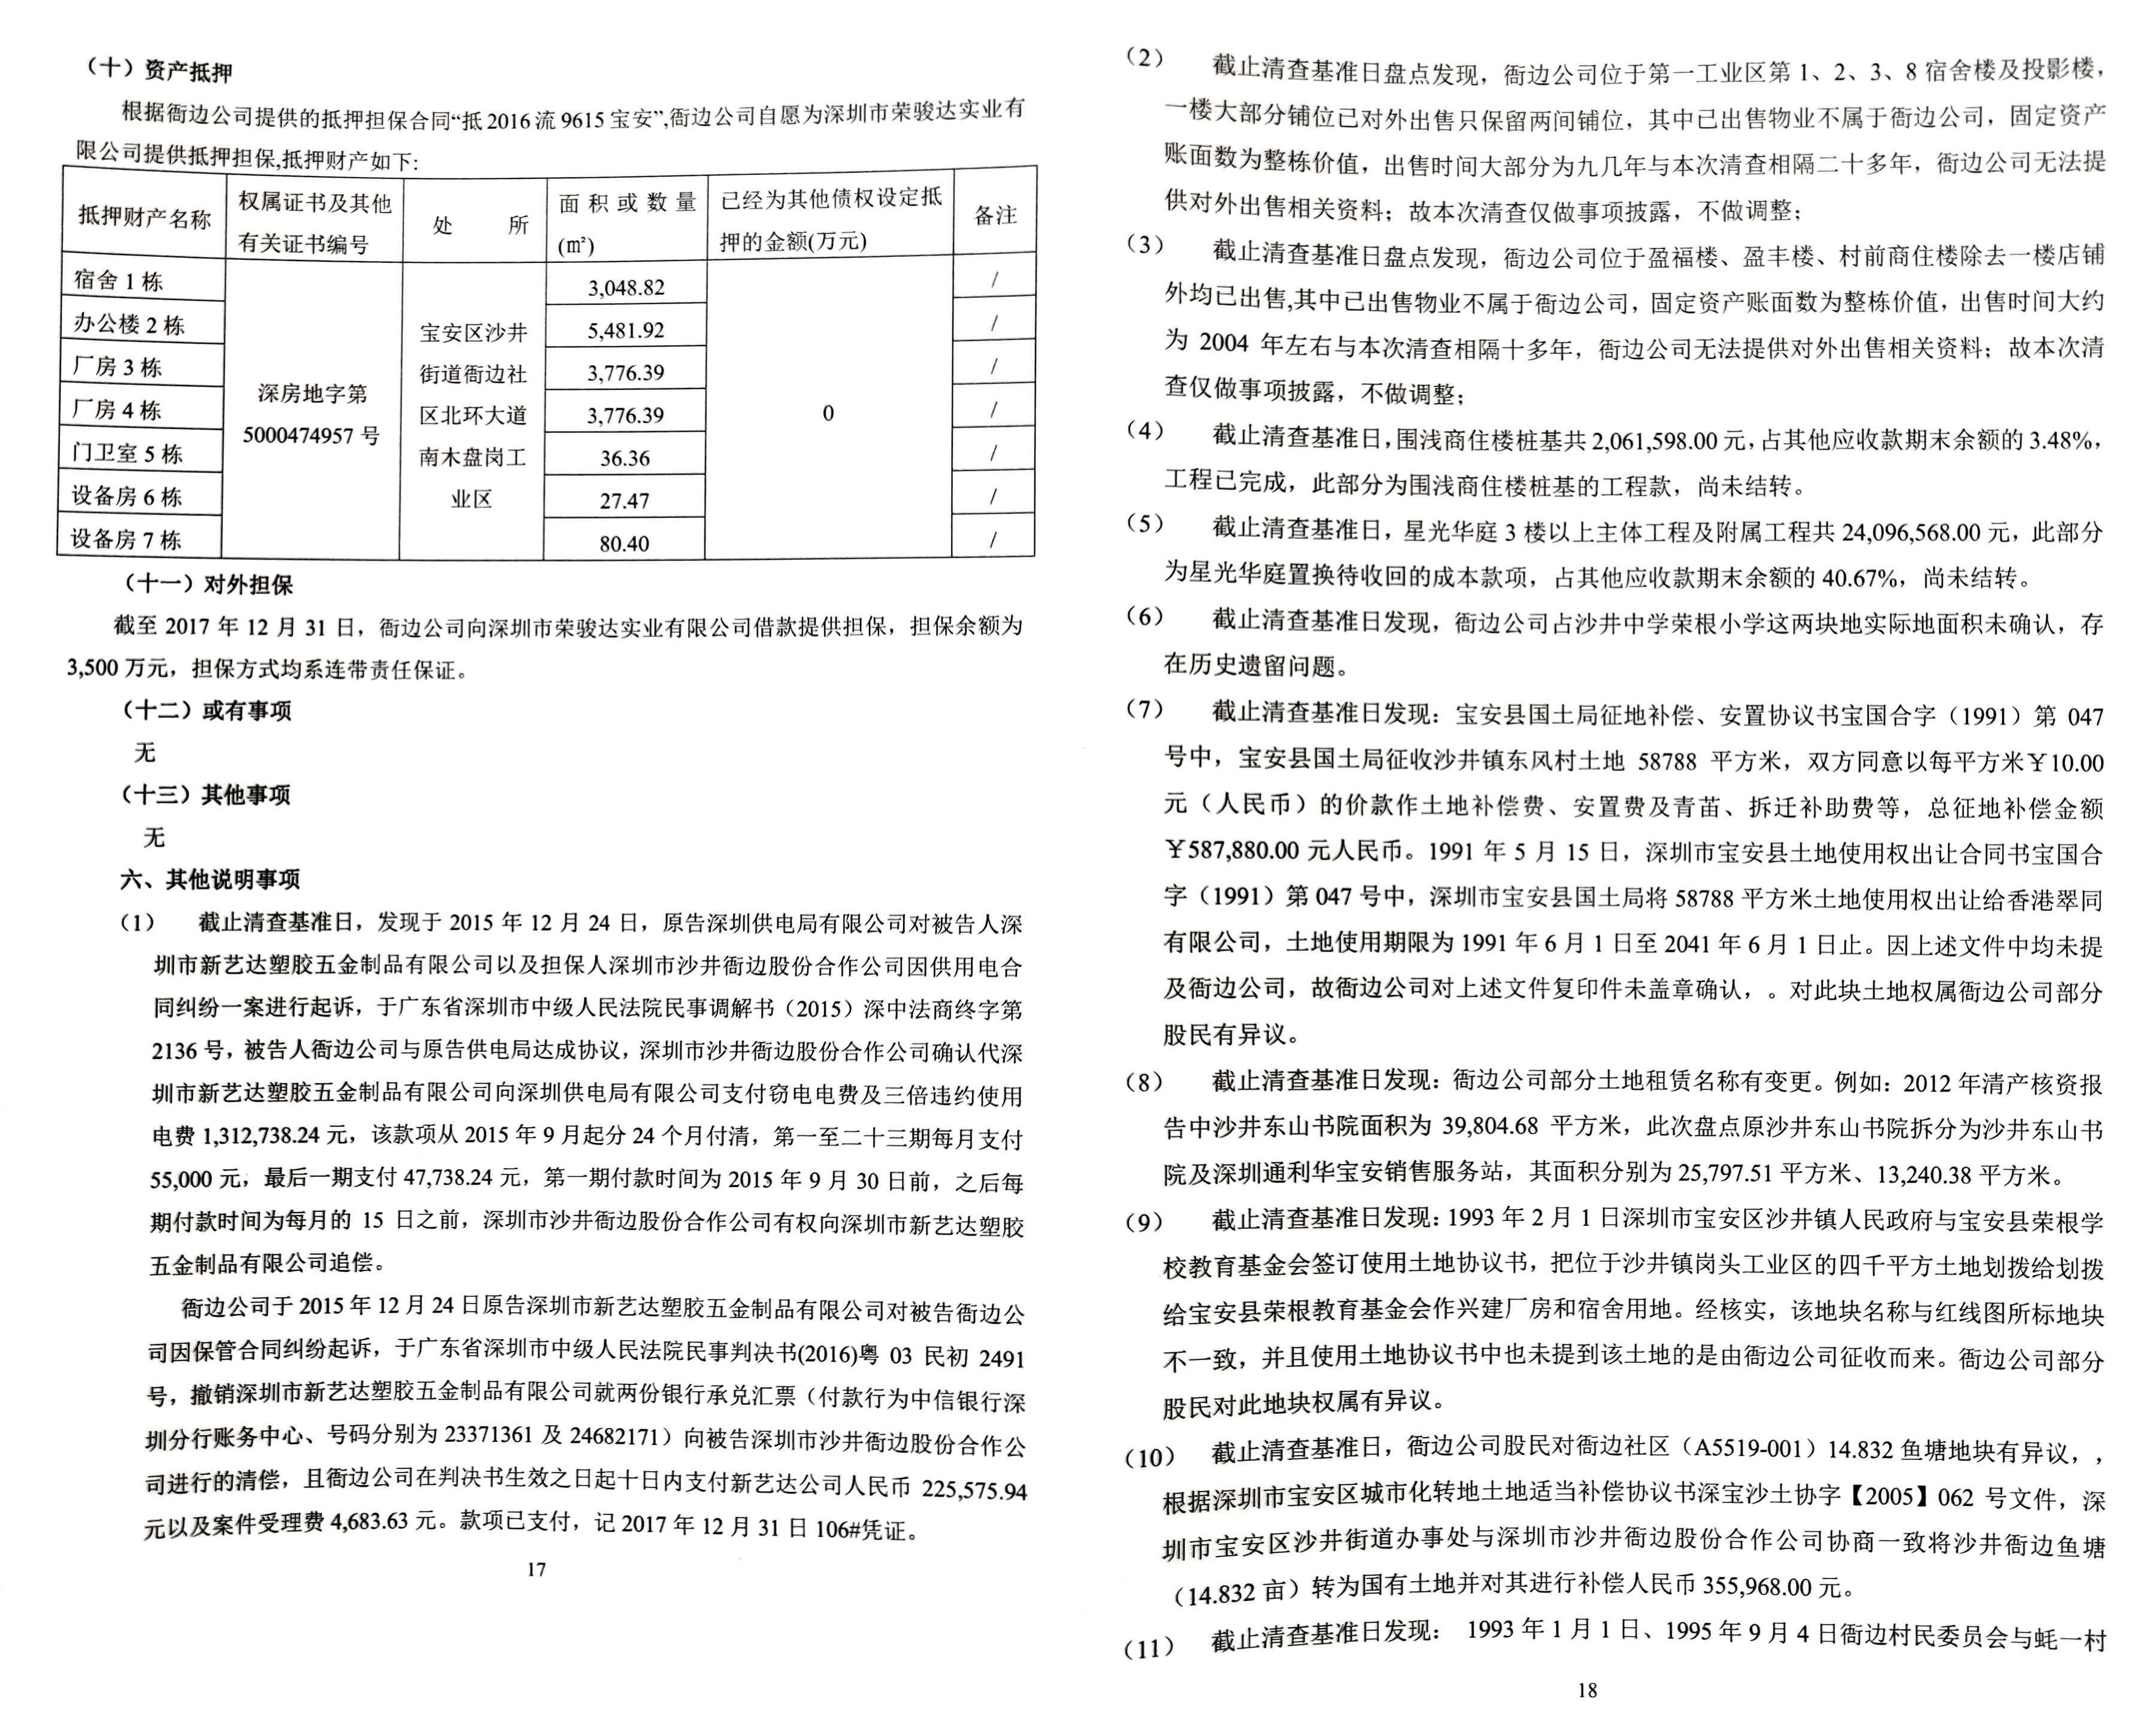 （十）资产抵押
根据衙边公司提供的抵押担保合同“抵 2016 流 9615 宝安”,衙边公司自愿为深圳市荣骏达实业有
限公司提供抵押担保,抵押财产如下:
抵押财产名称 权属证书及其他有关证书编号 处 所 面积或数量(㎡) 已经为其他债权设定抵押的金额(万元) 备注
宿舍 1 栋 3,048.82 /
办公楼 2 栋 5,481.92 /
厂房 3 栋 3,776.39 /
厂房 4 栋 3,776.39 /
门卫室 5 栋 36.36 /
设备房 6 栋 27.47 /
设备房 7 栋 80.40 /
深房地字第
5000474957 号
宝安区沙井
街道衙边社
区北环大道
南木盘岗工
业区
0
（十一）对外担保
截至 2017 年 12 月 31 日，衙边公司向深圳市荣骏达实业有限公司借款提供担保，担保余额为
3,500 万元，担保方式均系连带责任保证。
（十二）或有事项
无
（十三）其他事项
无
六、其他说明事项
（1） 截止清查基准日，发现于 2015 年 12 月 24 日，原告深圳供电局有限公司对被告人深
圳市新艺达塑胶五金制品有限公司以及担保人深圳市沙井衙边股份合作公司因供用电合
同纠纷一案进行起诉，于广东省深圳市中级人民法院民事调解书（2015）深中法商终字第
2136 号，被告人衙边公司与原告供电局达成协议，深圳市沙井衙边股份合作公司确认代深
圳市新艺达塑胶五金制品有限公司向深圳供电局有限公司支付窃电电费及三倍违约使用
电费 1,312,738.24 元，该款项从 2015 年 9 月起分 24 个月付清，第一至二十三期每月支付
55,000 元，最后一期支付 47,738.24 元，第一期付款时间为 2015 年 9 月 30 日前，之后每
期付款时间为每月的 15 日之前，深圳市沙井衙边股份合作公司有权向深圳市新艺达塑胶
五金制品有限公司追偿。
衙边公司于 2015 年 12 月 24 日原告深圳市新艺达塑胶五金制品有限公司对被告衙边公
司因保管合同纠纷起诉，于广东省深圳市中级人民法院民事判决书(2016)粤 03 民初 2491
号，撤销深圳市新艺达塑胶五金制品有限公司就两份银行承兑汇票（付款行为中信银行深
圳分行账务中心、号码分别为 23371361 及 24682171）向被告深圳市沙井衙边股份合作公
司进行的清偿，且衙边公司在判决书生效之日起十日内支付新艺达公司人民币 225,575.94
元以及案件受理费 4,683.63 元。款项已支付，记 2017 年 12 月 31 日 106#凭证。
17
（2） 截止清查基准日盘点发现，衙边公司位于第一工业区第 1、2、3、8 宿舍楼及投影楼，
一楼大部分铺位已对外出售只保留两间铺位，其中已出售物业不属于衙边公司，固定资产
账面数为整栋价值，出售时间大部分为九几年与本次清查相隔二十多年，衙边公司无法提
供对外出售相关资料；故本次清查仅做事项披露，不做调整；
（3） 截止清查基准日盘点发现，衙边公司位于盈福楼、盈丰楼、村前商住楼除去一楼店铺
外均已出售,其中已出售物业不属于衙边公司，固定资产账面数为整栋价值，出售时间大约
为 2004 年左右与本次清查相隔十多年，衙边公司无法提供对外出售相关资料；故本次清
查仅做事项披露，不做调整；
（4） 截止清查基准日，围浅商住楼桩基共 2,061,598.00 元，占其他应收款期末余额的 3.48%，
工程已完成，此部分为围浅商住楼桩基的工程款，尚未结转。
（5） 截止清查基准日，星光华庭 3 楼以上主体工程及附属工程共 24,096,568.00 元，此部分
为星光华庭置换待收回的成本款项，占其他应收款期末余额的 40.67%，尚未结转。
（6） 截止清查基准日发现，衙边公司占沙井中学荣根小学这两块地实际地面积未确认，存
在历史遗留问题。
（7） 截止清查基准日发现：宝安县国土局征地补偿、安置协议书宝国合字（1991）第 047
号中，宝安县国土局征收沙井镇东风村土地 58788 平方米，双方同意以每平方米￥10.00
元（人民币）的价款作土地补偿费、安置费及青苗、拆迁补助费等，总征地补偿金额
￥587,880.00 元人民币。1991 年 5 月 15 日，深圳市宝安县土地使用权出让合同书宝国合
字（1991）第 047 号中，深圳市宝安县国土局将 58788 平方米土地使用权出让给香港翠同
有限公司，土地使用期限为 1991 年 6 月 1 日至 2041 年 6 月 1 日止。因上述文件中均未提
及衙边公司，故衙边公司对上述文件复印件未盖章确认，。对此块土地权属衙边公司部分
股民有异议。
（8） 截止清查基准日发现：衙边公司部分土地租赁名称有变更。例如：2012 年清产核资报
告中沙井东山书院面积为 39,804.68 平方米，此次盘点原沙井东山书院拆分为沙井东山书
院及深圳通利华宝安销售服务站，其面积分别为 25,797.51 平方米、13,240.38 平方米。
（9） 截止清查基准日发现：1993 年 2 月 1 日深圳市宝安区沙井镇人民政府与宝安县荣根学
校教育基金会签订使用土地协议书，把位于沙井镇岗头工业区的四千平方土地划拨给划拨
给宝安县荣根教育基金会作兴建厂房和宿舍用地。经核实，该地块名称与红线图所标地块
不一致，并且使用土地协议书中也未提到该土地的是由衙边公司征收而来。衙边公司部分
股民对此地块权属有异议。
（10） 截止清查基准日，衙边公司股民对衙边社区（A5519-001）14.832 鱼塘地块有异议，，
根据深圳市宝安区城市化转地土地适当补偿协议书深宝沙土协字【2005】062 号文件，深
圳市宝安区沙井街道办事处与深圳市沙井衙边股份合作公司协商一致将沙井衙边鱼塘
（14.832 亩）转为国有土地并对其进行补偿人民币 355,968.00 元。
（11） 截止清查基准日发现： 1993 年 1 月 1 日、1995 年 9 月 4 日衙边村民委员会与蚝一村
18